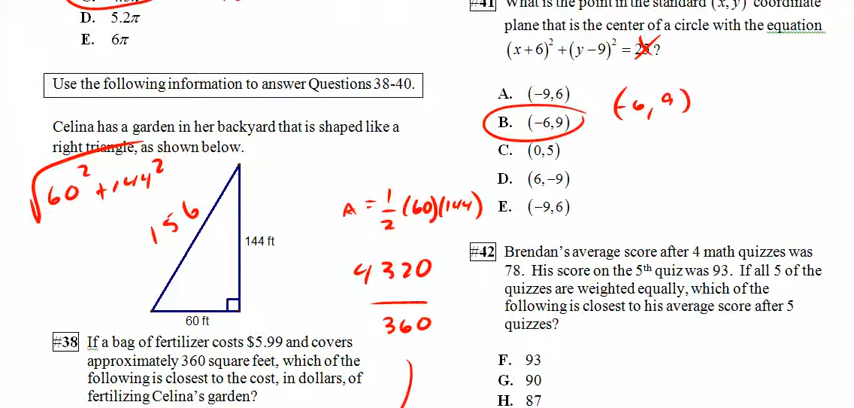 D. 5.2π
E. 6π
Use the following information to answer Questions 38-40.
Celina has a garden in her backyard that is shaped like a
right triangle, as shown below.
√60² + 144²
156
144 ft
60 ft
A = 1/2 (60)(144)
4320
360
#38 If a bag of fertilizer costs $5.99 and covers
approximately 360 square feet, which of the
following is closest to the cost, in dollars, of
fertilizing Celina's garden?
#41 What is the point in the standard (x, y) coordinate
plane that is the center of a circle with the equation
(x+6)² + (y−9)² = 25?
A. (−9,6)
B. (−6,9)
C. (0,5)
D. (6,−9)
E. (−9,6)
(-6, 9)
#42 Brendan's average score after 4 math quizzes was
78. His score on the 5th quiz was 93. If all 5 of the
quizzes are weighted equally, which of the
following is closest to his average score after 5
quizzes?
F. 93
G. 90
H. 87